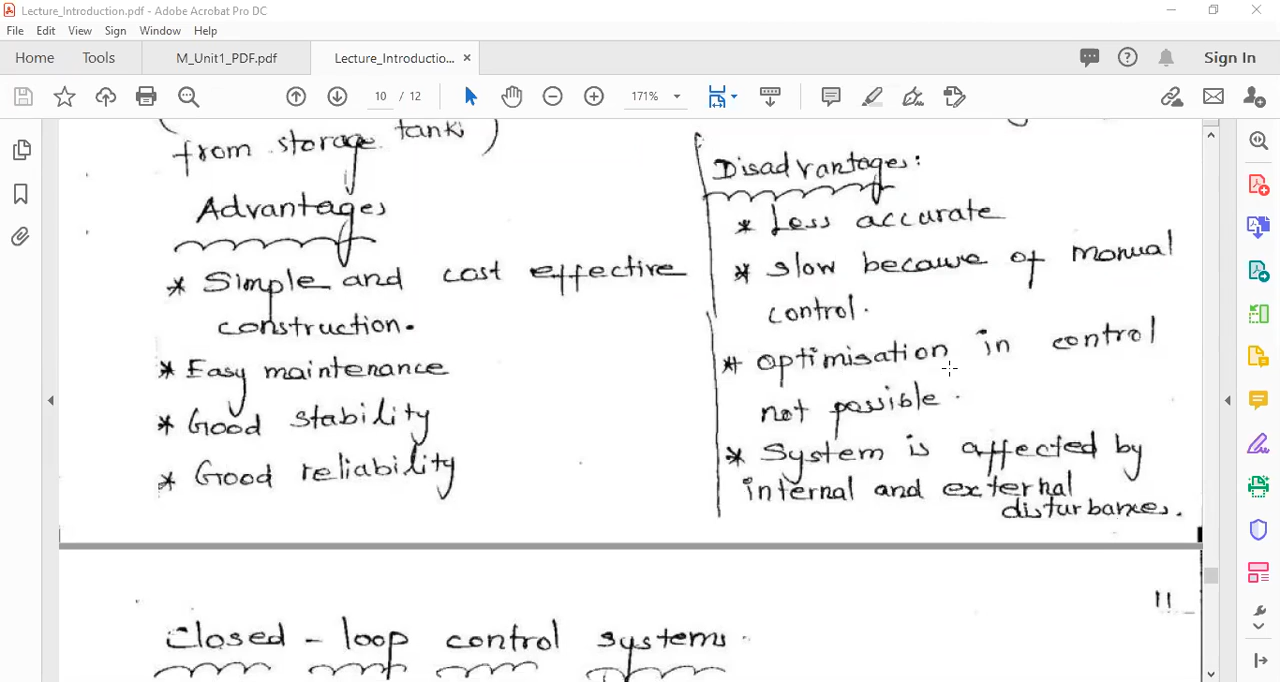 Lecture_Introduction.pdf - Adobe Acrobat Pro DC
File Edit View Sign Window Help
Home Tools M_Unit1_PDF.pdf Lecture_Introductio... × Sign In
10 / 12 171%
from storage tanks)
Advantages
* Simple and cost effective
construction.
* Easy maintenance
* Good stability
* Good reliability
Disadvantages:
* Less accurate
* Slow because of manual
control.
* Optimisation in control
not possible.
* System is affected by
internal and external
disturbances.
11
Closed - loop control systems.